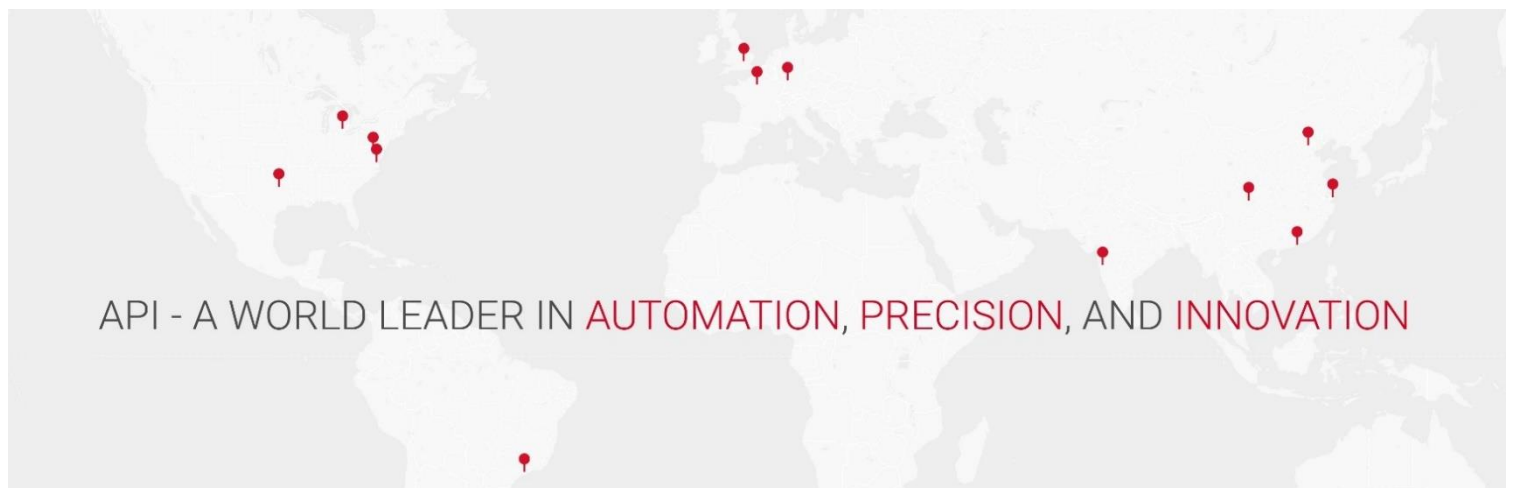 API - A WORLD LEADER IN AUTOMATION, PRECISION, AND INNOVATION